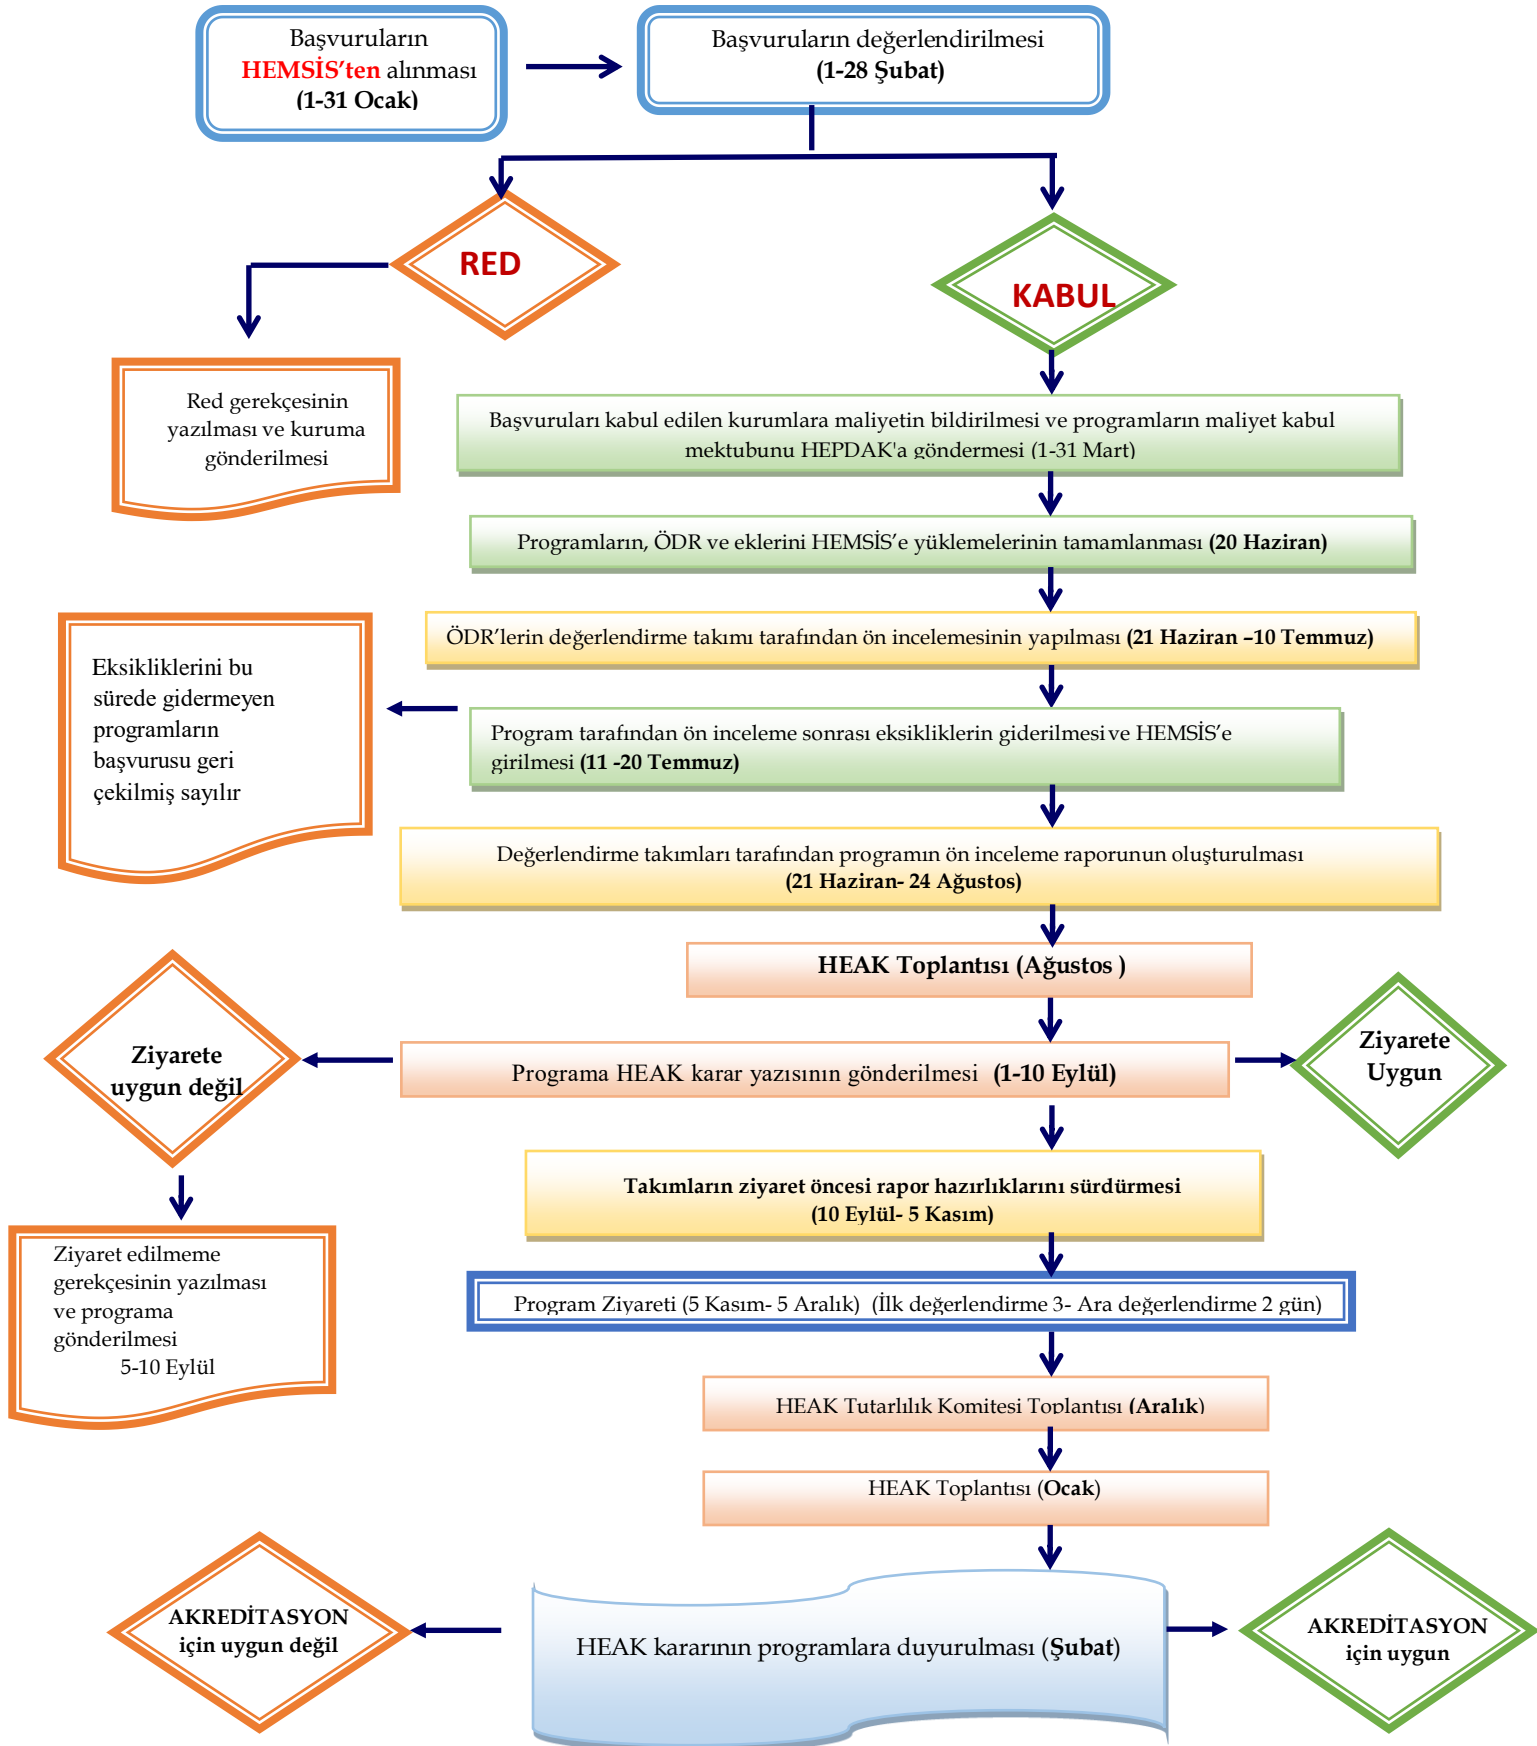 Başvuruların
HEMSİS’ten alınması
(1-31 Ocak)
Başvuruların değerlendirilmesi
(1-28 Şubat)
RED
KABUL
Red gerekçesinin
yazılması ve kuruma
gönderilmesi
Başvuruları kabul edilen kurumlara maliyetin bildirilmesi ve programların maliyet kabul
mektubunu HEPDAK'a göndermesi (1-31 Mart)
Programların, ÖDR ve eklerini HEMSİS’e yüklemelerinin tamamlanması (20 Haziran)
ÖDR’lerin değerlendirme takımı tarafından ön incelemesinin yapılması (21 Haziran –10 Temmuz)
Eksikliklerini bu
sürede gidermeyen
programların
başvurusu geri
çekilmiş sayılır
Program tarafından ön inceleme sonrası eksikliklerin giderilmesi ve HEMSİS’e
girilmesi (11 -20 Temmuz)
Değerlendirme takımları tarafından programın ön inceleme raporunun oluşturulması
(21 Haziran- 24 Ağustos)
HEAK Toplantısı (Ağustos )
Ziyarete
uygun değil
Programa HEAK karar yazısının gönderilmesi (1-10 Eylül)
Ziyarete
Uygun
Takımların ziyaret öncesi rapor hazırlıklarını sürdürmesi
(10 Eylül- 5 Kasım)
Ziyaret edilmeme
gerekçesinin yazılması
ve programa
gönderilmesi
5-10 Eylül
Program Ziyareti (5 Kasım- 5 Aralık) (İlk değerlendirme 3- Ara değerlendirme 2 gün)
HEAK Tutarlılık Komitesi Toplantısı (Aralık)
HEAK Toplantısı (Ocak)
AKREDİTASYON
için uygun değil
HEAK kararının programlara duyurulması (Şubat)
AKREDİTASYON
için uygun